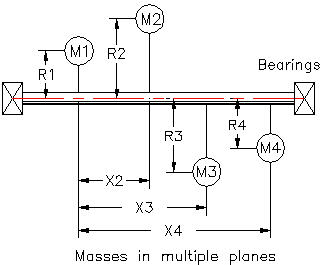 M2
M1
R1
R2
Bearings
R3
R4
M4
M3
X2
X3
X4
Masses in multiple planes